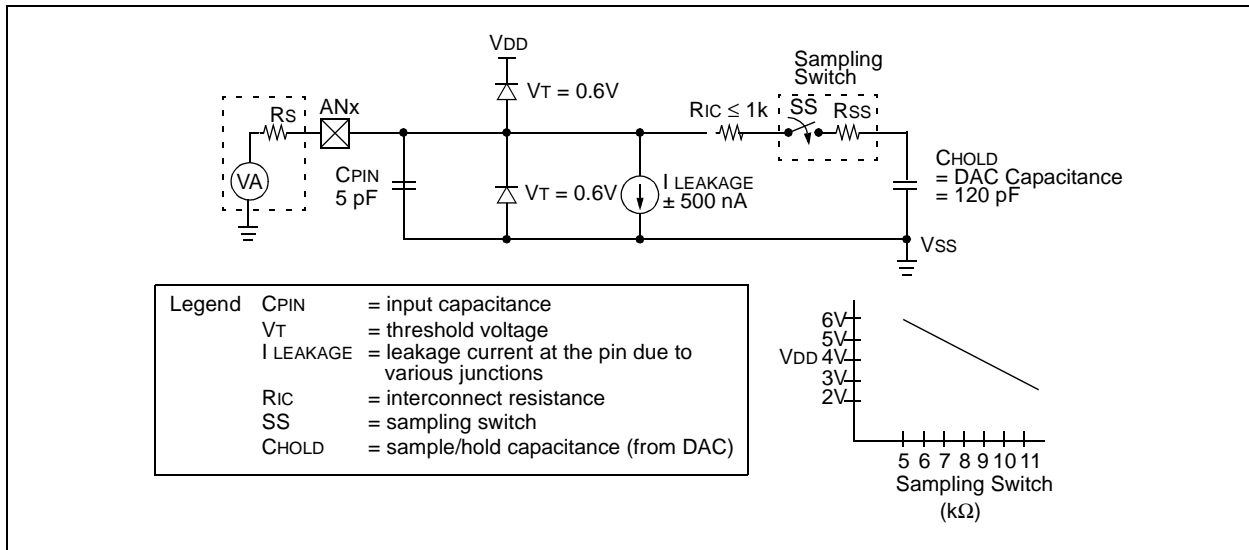 VDD
VT = 0.6V
Sampling
Switch
RS
ANx
RIC ≤ 1k
SS
RSS
VA
CPIN
5 pF
VT = 0.6V
I LEAKAGE
± 500 nA
CHOLD
= DAC Capacitance
= 120 pF
VSS
Legend CPIN = input capacitance
VT = threshold voltage
I LEAKAGE = leakage current at the pin due to
various junctions
RIC = interconnect resistance
SS = sampling switch
CHOLD = sample/hold capacitance (from DAC)
6V
5V
VDD 4V
3V
2V
5 6 7 8 9 10 11
Sampling Switch
(kΩ)